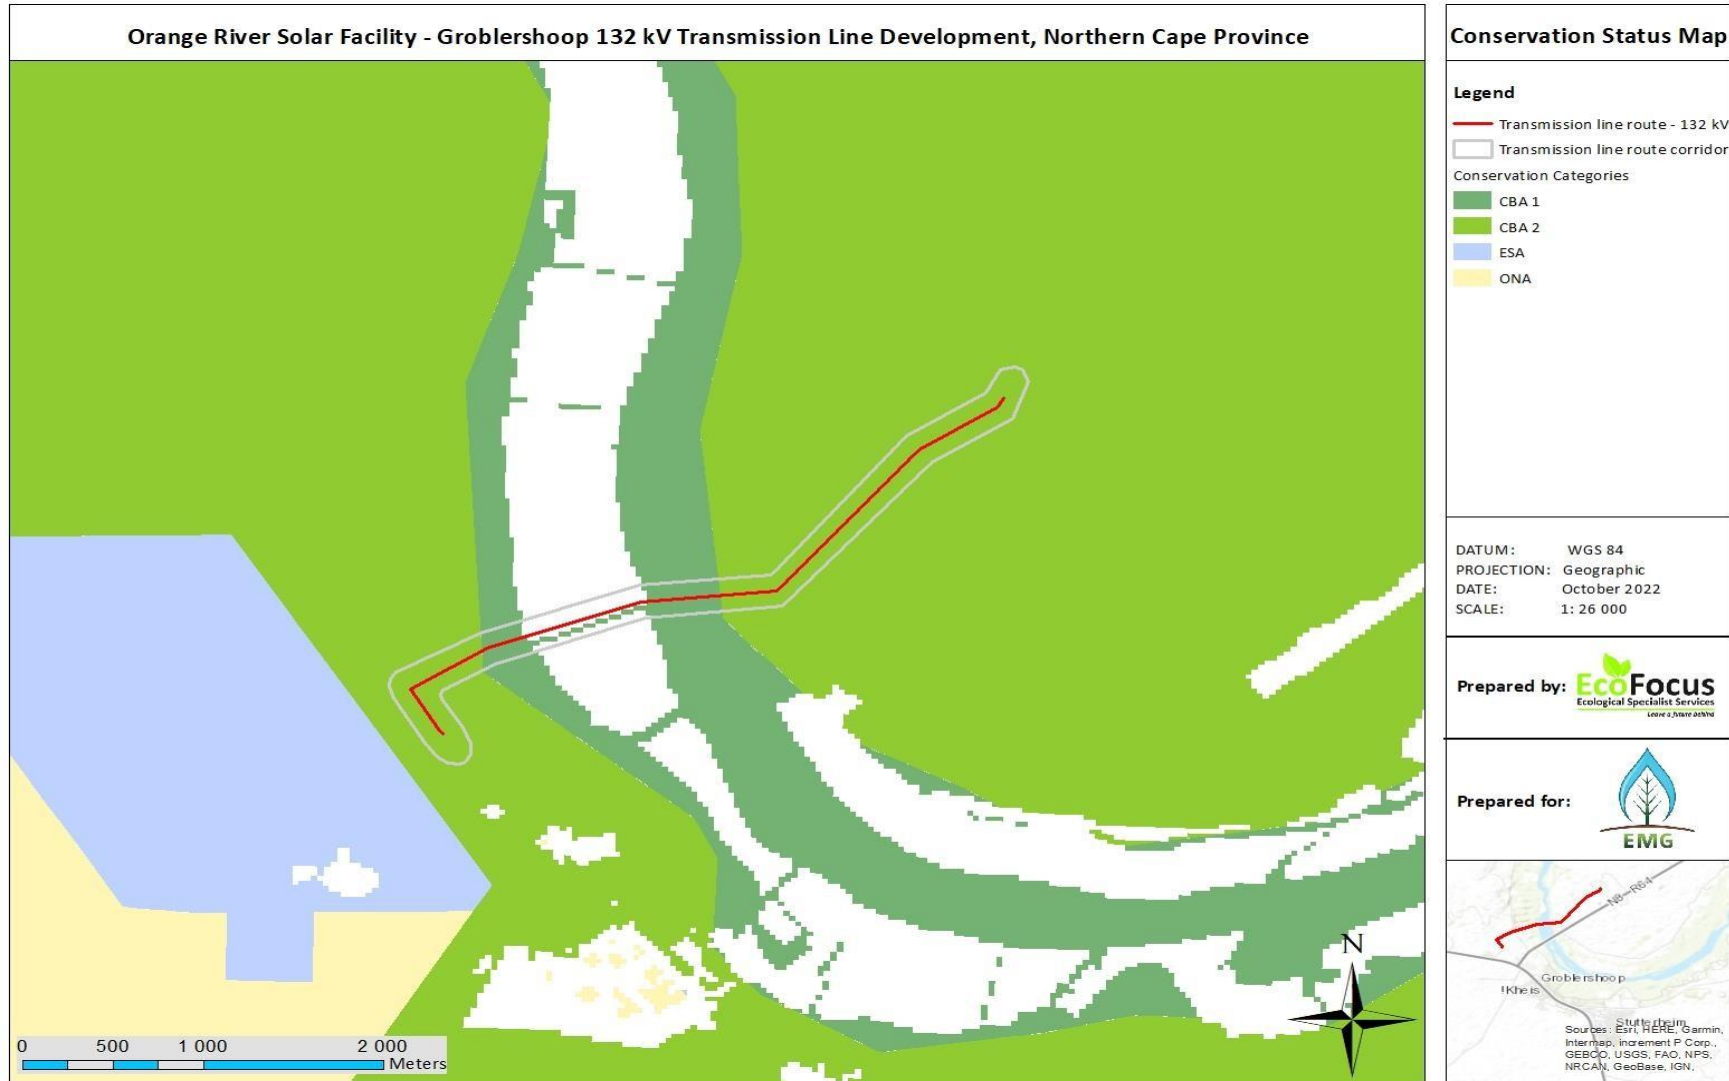 Orange River Solar Facility - Groblershoop 132 kV Transmission Line Development, Northern Cape Province
Conservation Status Map
Legend
Transmission line route - 132 kV
Transmission line route corridor
Conservation Categories
CBA 1
CBA 2
ESA
ONA
DATUM: WGS 84
PROJECTION: Geographic
DATE: October 2022
SCALE: 1: 26 000
Prepared by:
EcoFocus
Ecological Specialist Services
Leave a future behind
Prepared for:
EMG
N8-R64
Groblershoop
!Kheis
Stutterheim
Sources: Esri, HERE, Garmin,
Intermap, increment P Corp.,
GEBCO, USGS, FAO, NPS,
NRCAN, GeoBase, IGN,
N
0 500 1 000 2 000
Meters